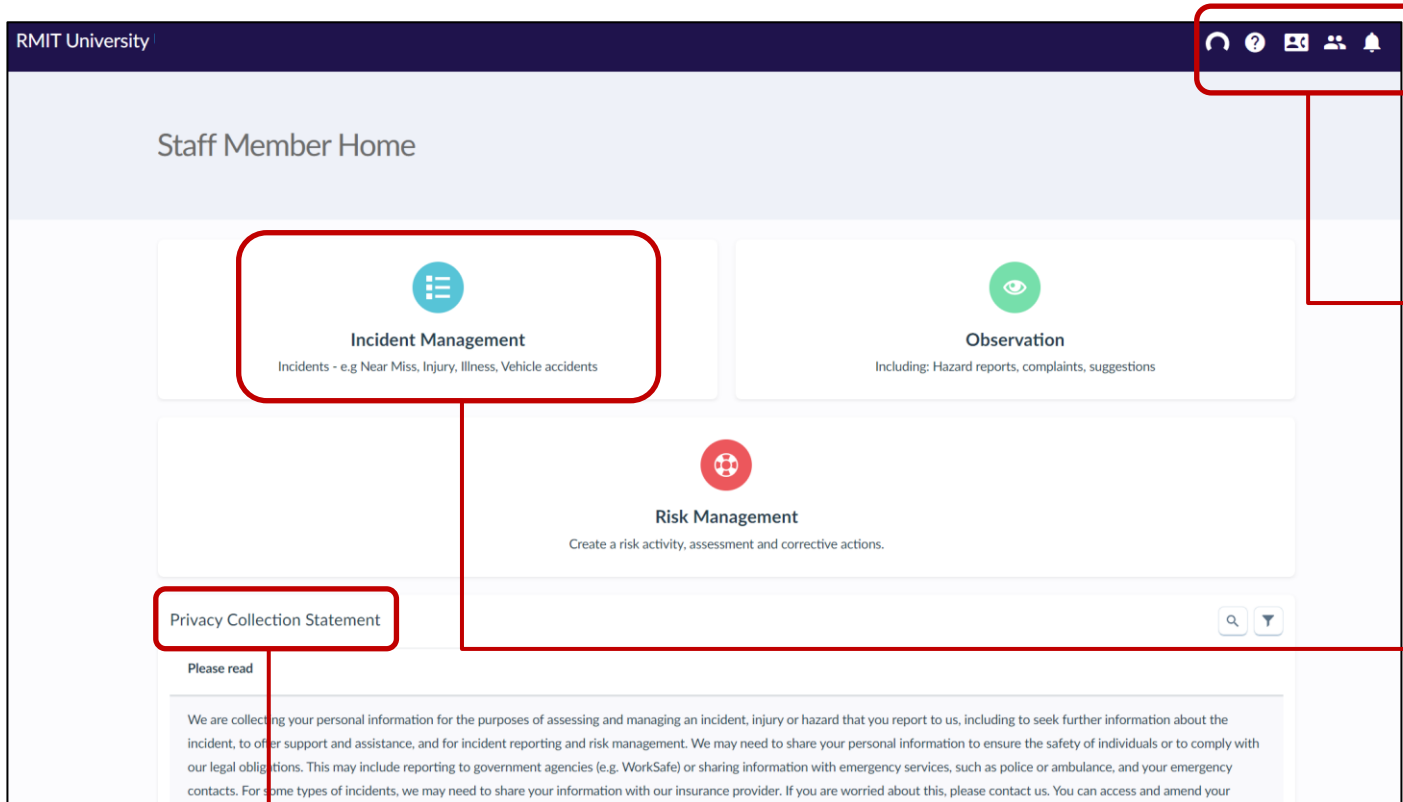 RMIT University
Staff Member Home
Incident Management
Incidents - e.g Near Miss, Injury, Illness, Vehicle accidents
Observation
Including: Hazard reports, complaints, suggestions
Risk Management
Create a risk activity, assessment and corrective actions.
Privacy Collection Statement
Please read
We are collecting your personal information for the purposes of assessing and managing an incident, injury or hazard that you report to us, including to seek further information about the
incident, to offer support and assistance, and for incident reporting and risk management. We may need to share your personal information to ensure the safety of individuals or to comply with
our legal obligations. This may include reporting to government agencies (e.g. WorkSafe) or sharing information with emergency services, such as police or ambulance, and your emergency
contacts. For some types of incidents, we may need to share your information with our insurance provider. If you are worried about this, please contact us. You can access and amend your